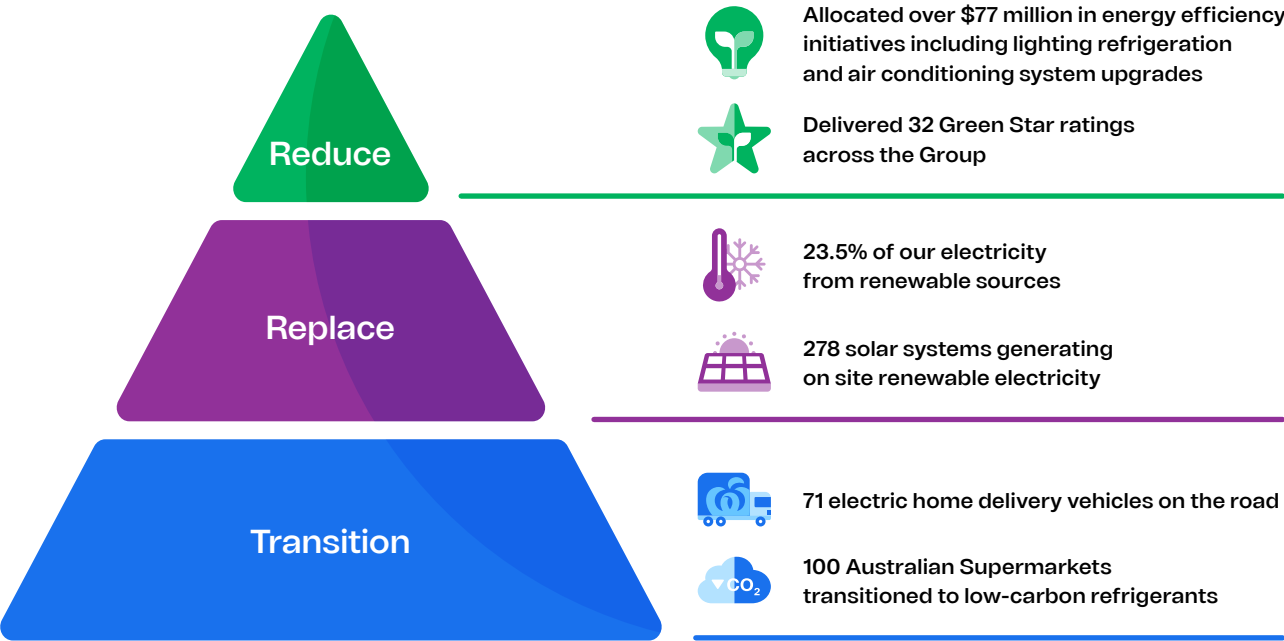 Reduce
Allocated over $77 million in energy efficiency
initiatives including lighting refrigeration
and air conditioning system upgrades
Delivered 32 Green Star ratings
across the Group
Replace
23.5% of our electricity
from renewable sources
278 solar systems generating
on site renewable electricity
Transition
71 electric home delivery vehicles on the road
CO₂
100 Australian Supermarkets
transitioned to low-carbon refrigerants